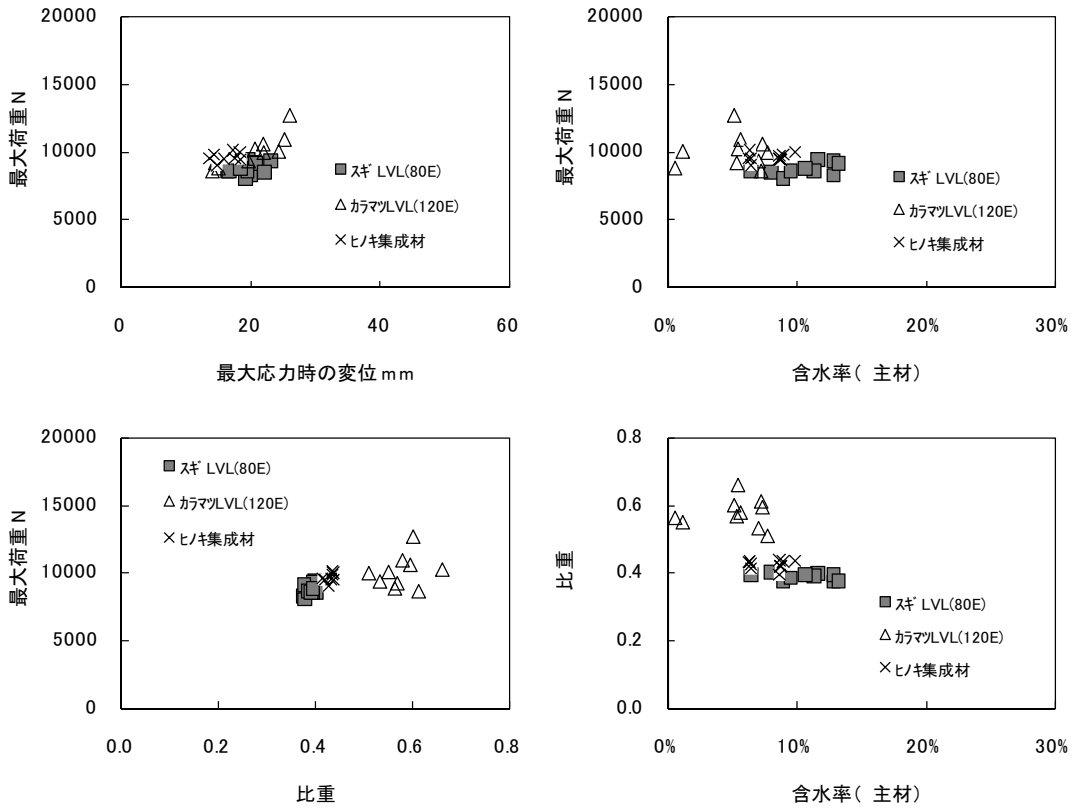 20000
15000
10000
5000
0
最大荷重N
スギ LVL(80E)
カラマツLVL(120E)
ヒノキ集成材
0 20 40 60
最大応力時の変位mm
20000
15000
10000
5000
0
最大荷重N
スギ LVL(80E)
カラマツLVL(120E)
ヒノキ集成材
0% 10% 20% 30%
含水率( 主材)
20000
15000
10000
5000
0
最大荷重N
スギ LVL(80E)
カラマツLVL(120E)
ヒノキ集成材
0.0 0.2 0.4 0.6 0.8
比重
0.8
0.6
0.4
0.2
0.0
比重
スギ LVL(80E)
カラマツLVL(120E)
ヒノキ集成材
0% 10% 20% 30%
含水率( 主材)